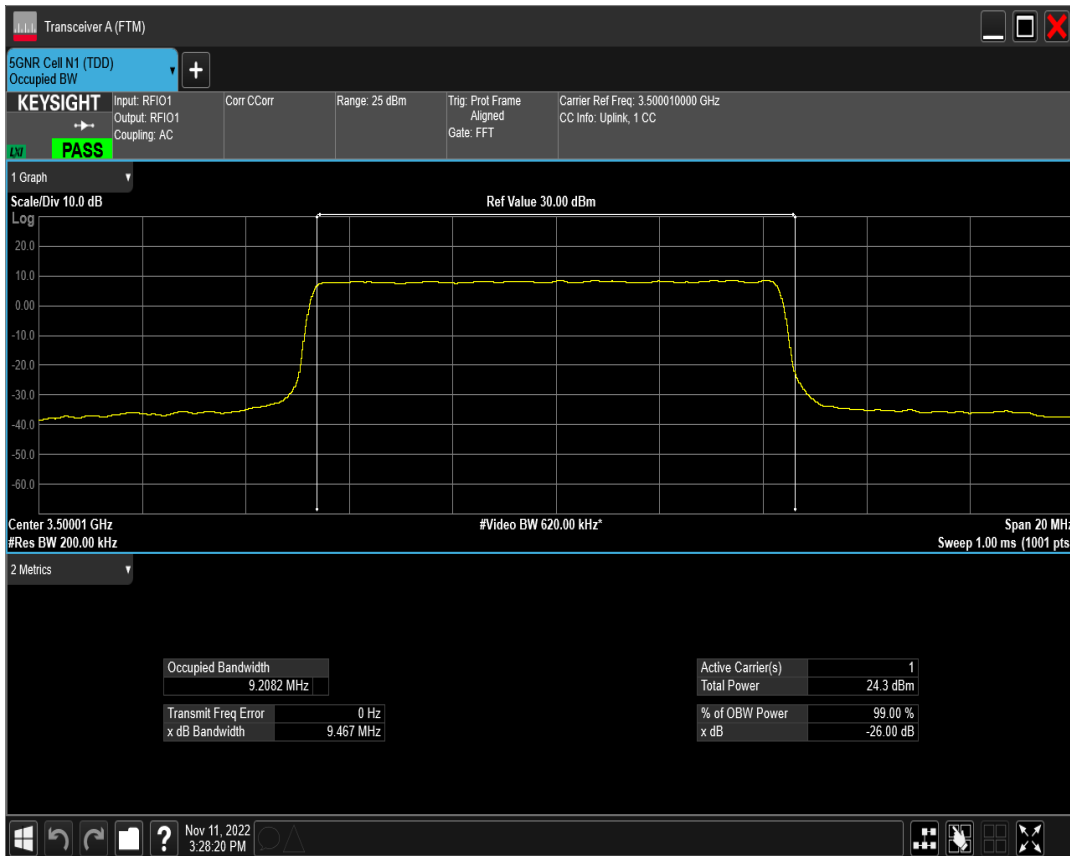 Transceiver A (FTM)
5GNR Cell N1 (TDD)
Occupied BW
+
KEYSIGHT
LXI
PASS
Input: RFIO1
Output: RFIO1
Coupling: AC
Corr CCorr
Range: 25 dBm
Trig: Prot Frame
Aligned
Gate: FFT
Carrier Ref Freq: 3.500010000 GHz
CC Info: Uplink, 1 CC
1 Graph
Scale/Div 10.0 dB
Ref Value 30.00 dBm
Log
20.0
10.0
0.00
-10.0
-20.0
-30.0
-40.0
-50.0
-60.0
Center 3.50001 GHz
#Video BW 620.00 kHz*
Span 20 MHz
#Res BW 200.00 kHz
Sweep 1.00 ms (1001 pts
2 Metrics
Occupied Bandwidth
9.2082 MHz
Transmit Freq Error 0 Hz
x dB Bandwidth 9.467 MHz
Active Carrier(s) 1
Total Power 24.3 dBm
% of OBW Power 99.00 %
x dB -26.00 dB
?
Nov 11, 2022
3:28:20 PM